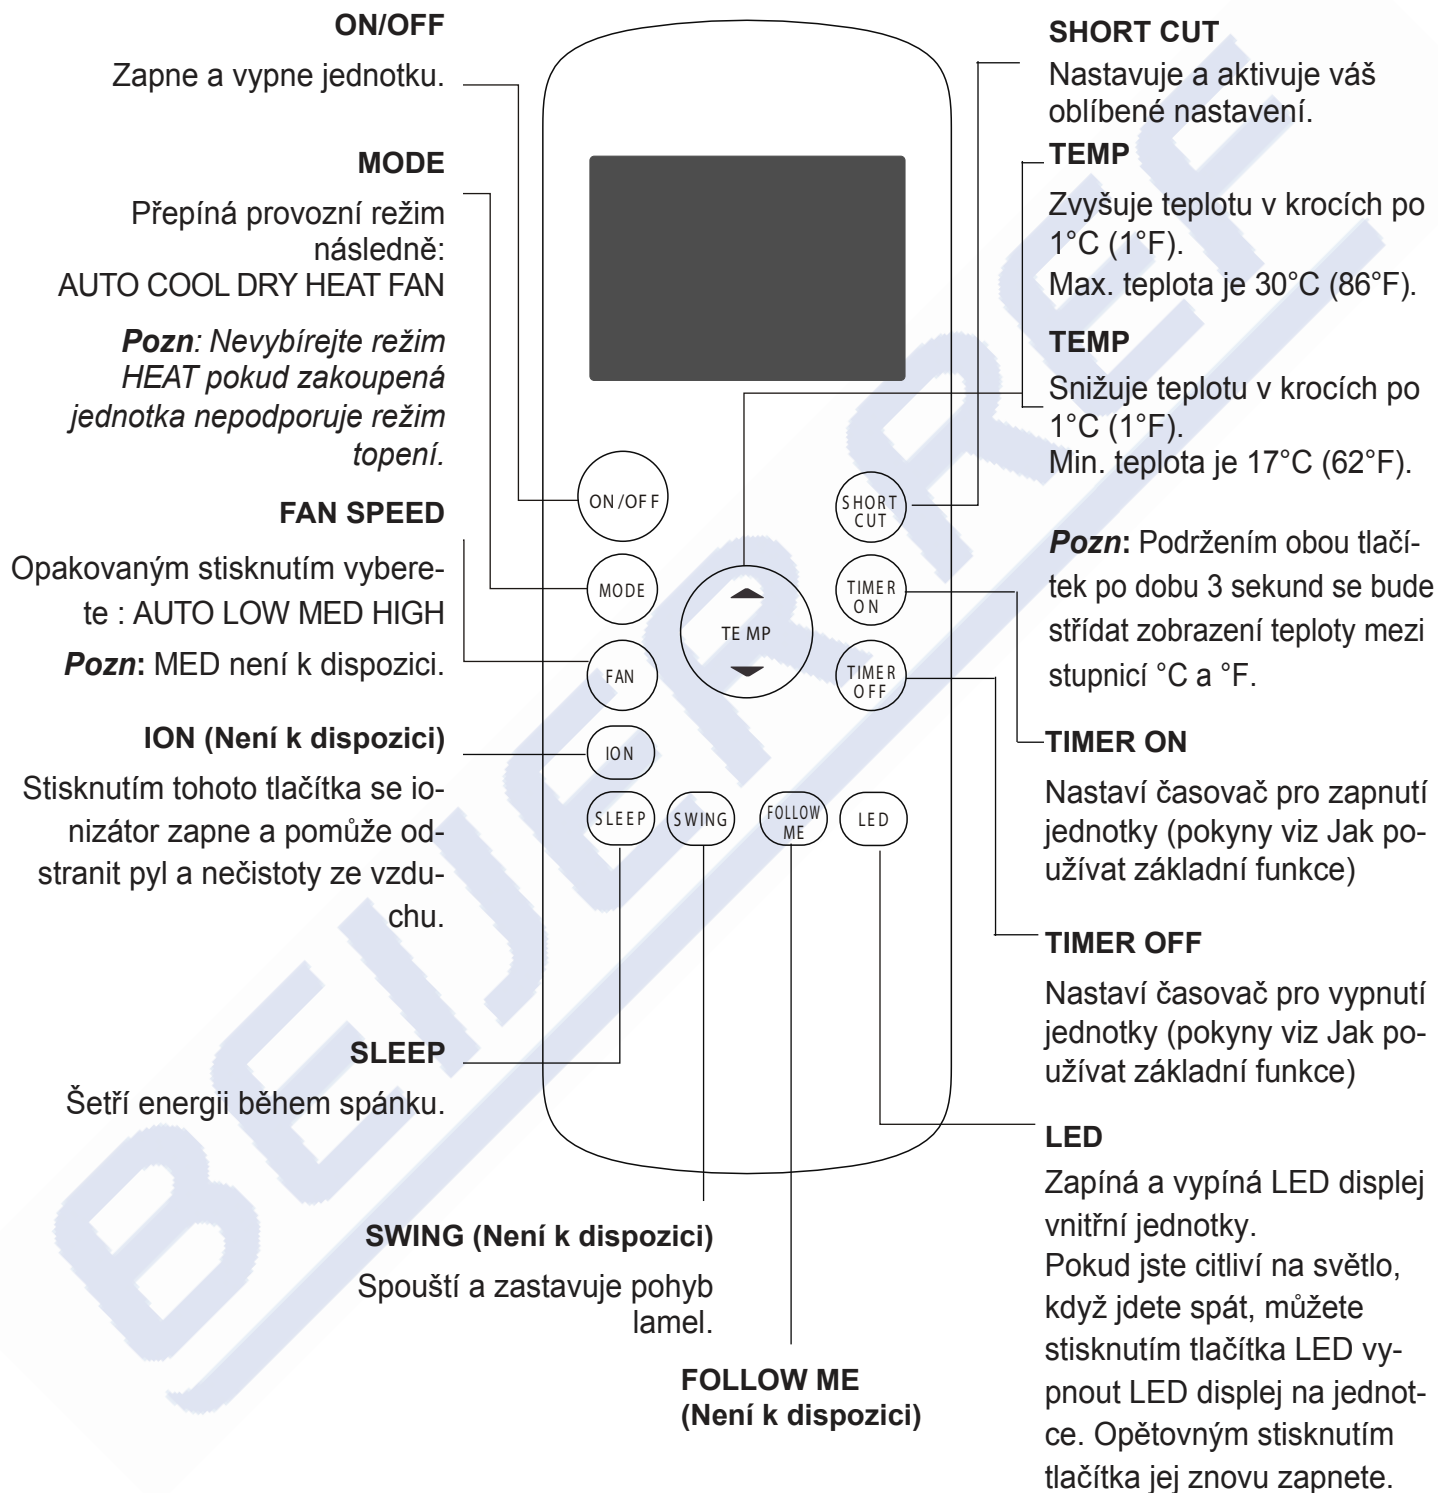 ON/OFF
Zapne a vypne jednotku.
MODE
Přepíná provozní režim
následně:
AUTO COOL DRY HEAT FAN
Pozn: Nevybírejte režim
HEAT pokud zakoupená
jednotka nepodporuje režim
topení.
FAN SPEED
Opakovaným stisknutím vybere-
te : AUTO LOW MED HIGH
Pozn: MED není k dispozici.
ION (Není k dispozici)
Stisknutím tohoto tlačítka se io-
nizátor zapne a pomůže od-
stranit pyl a nečistoty ze vzdu-
chu.
SLEEP
Šetří energii během spánku.
ON/OFF
MODE
FAN
ION
SLEEP
SWING
FOLLOW
ME
LED
TEMP
SHORT
CUT
TIMER
ON
TIMER
OFF
SWING (Není k dispozici)
Spouští a zastavuje pohyb
lamel.
FOLLOW ME
(Není k dispozici)
SHORT CUT
Nastavuje a aktivuje váš
oblíbené nastavení.
TEMP
Zvyšuje teplotu v krocích po
1°C (1°F).
Max. teplota je 30°C (86°F).
TEMP
Snižuje teplotu v krocích po
1°C (1°F).
Min. teplota je 17°C (62°F).
Pozn: Podržením obou tlačí-
tek po dobu 3 sekund se bude
střídat zobrazení teploty mezi
stupnicí °C a °F.
TIMER ON
Nastaví časovač pro zapnutí
jednotky (pokyny viz Jak po-
užívat základní funkce)
TIMER OFF
Nastaví časovač pro vypnutí
jednotky (pokyny viz Jak po-
užívat základní funkce)
LED
Zapíná a vypíná LED displej
vnitřní jednotky.
Pokud jste citliví na světlo,
když jdete spát, můžete
stisknutím tlačítka LED vy-
pnout LED displej na jednot-
ce. Opětovným stisknutím
tlačítka jej znovu zapnete.
BEIJER REF